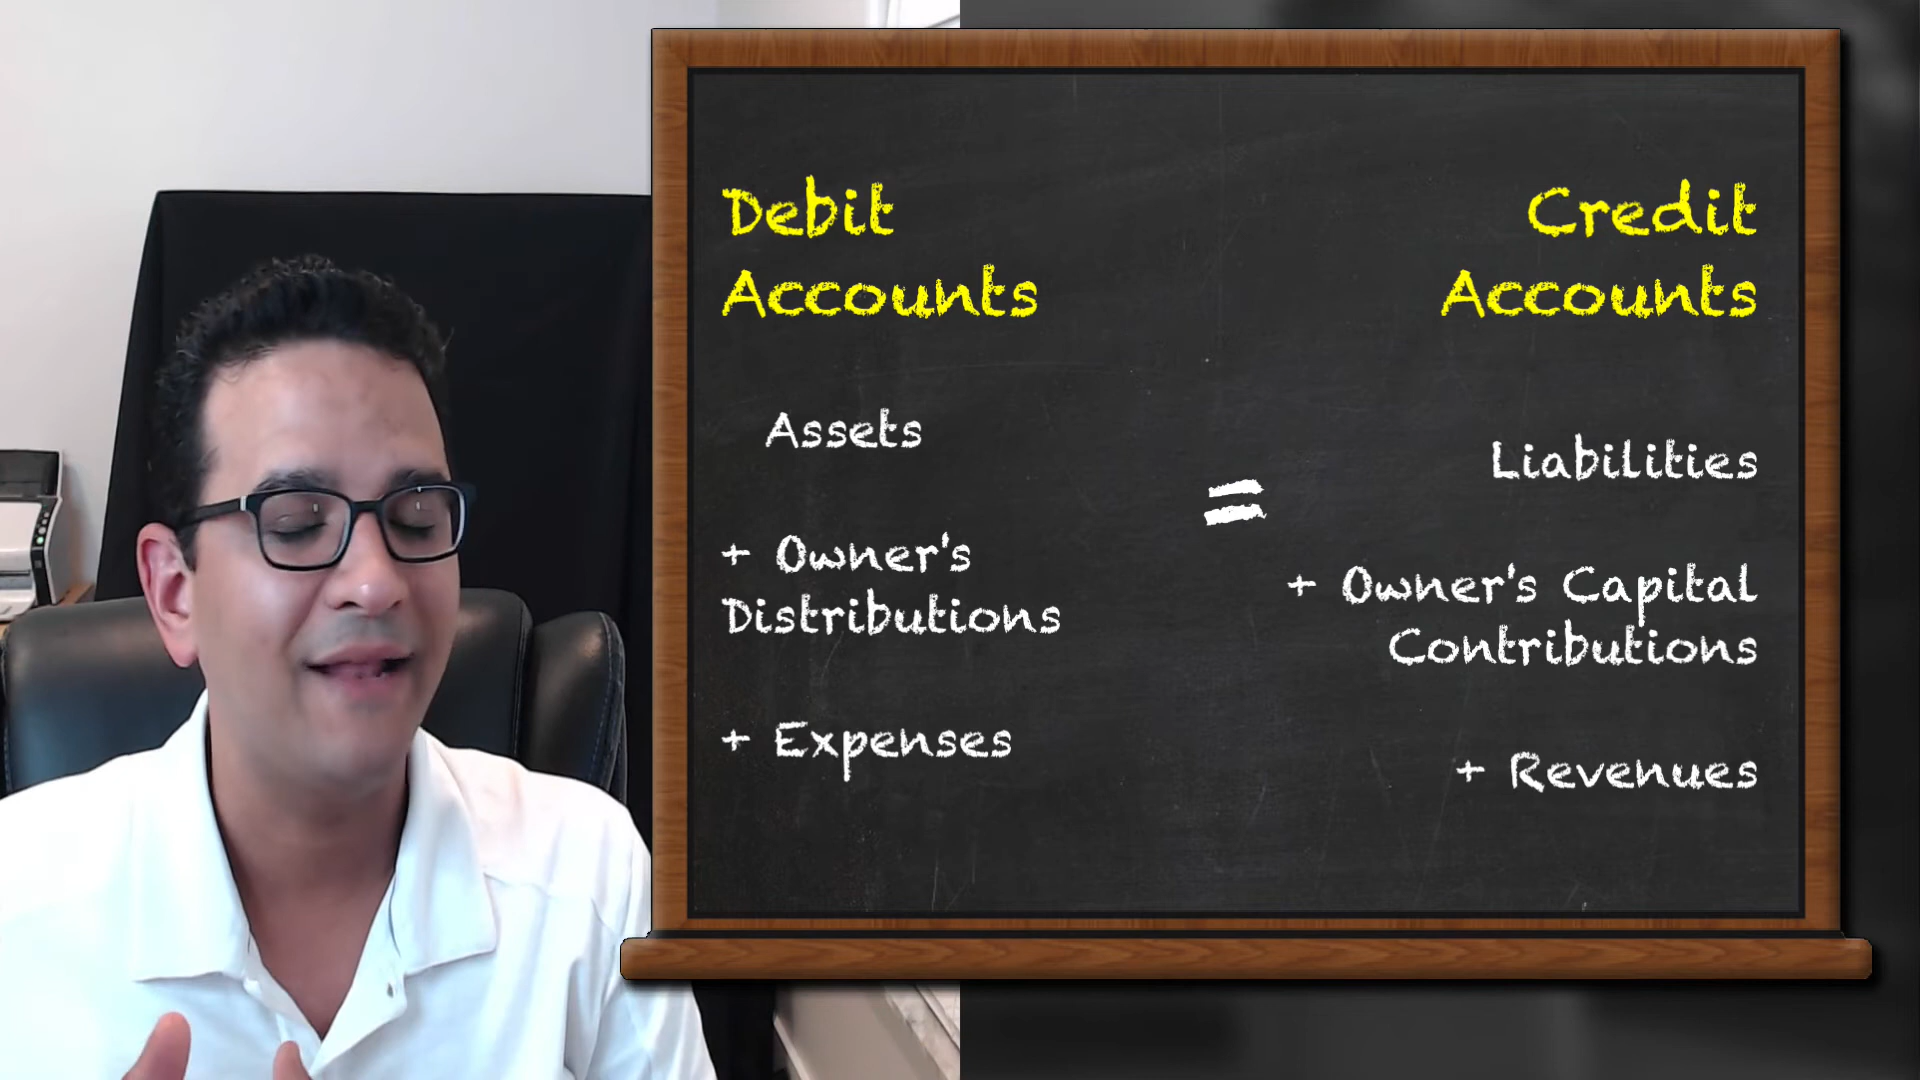 Debit
Accounts
Assets
+ Owner's
Distributions
+ Expenses
=
Credit
Accounts
Liabilities
+ Owner's Capital
Contributions
+ Revenues